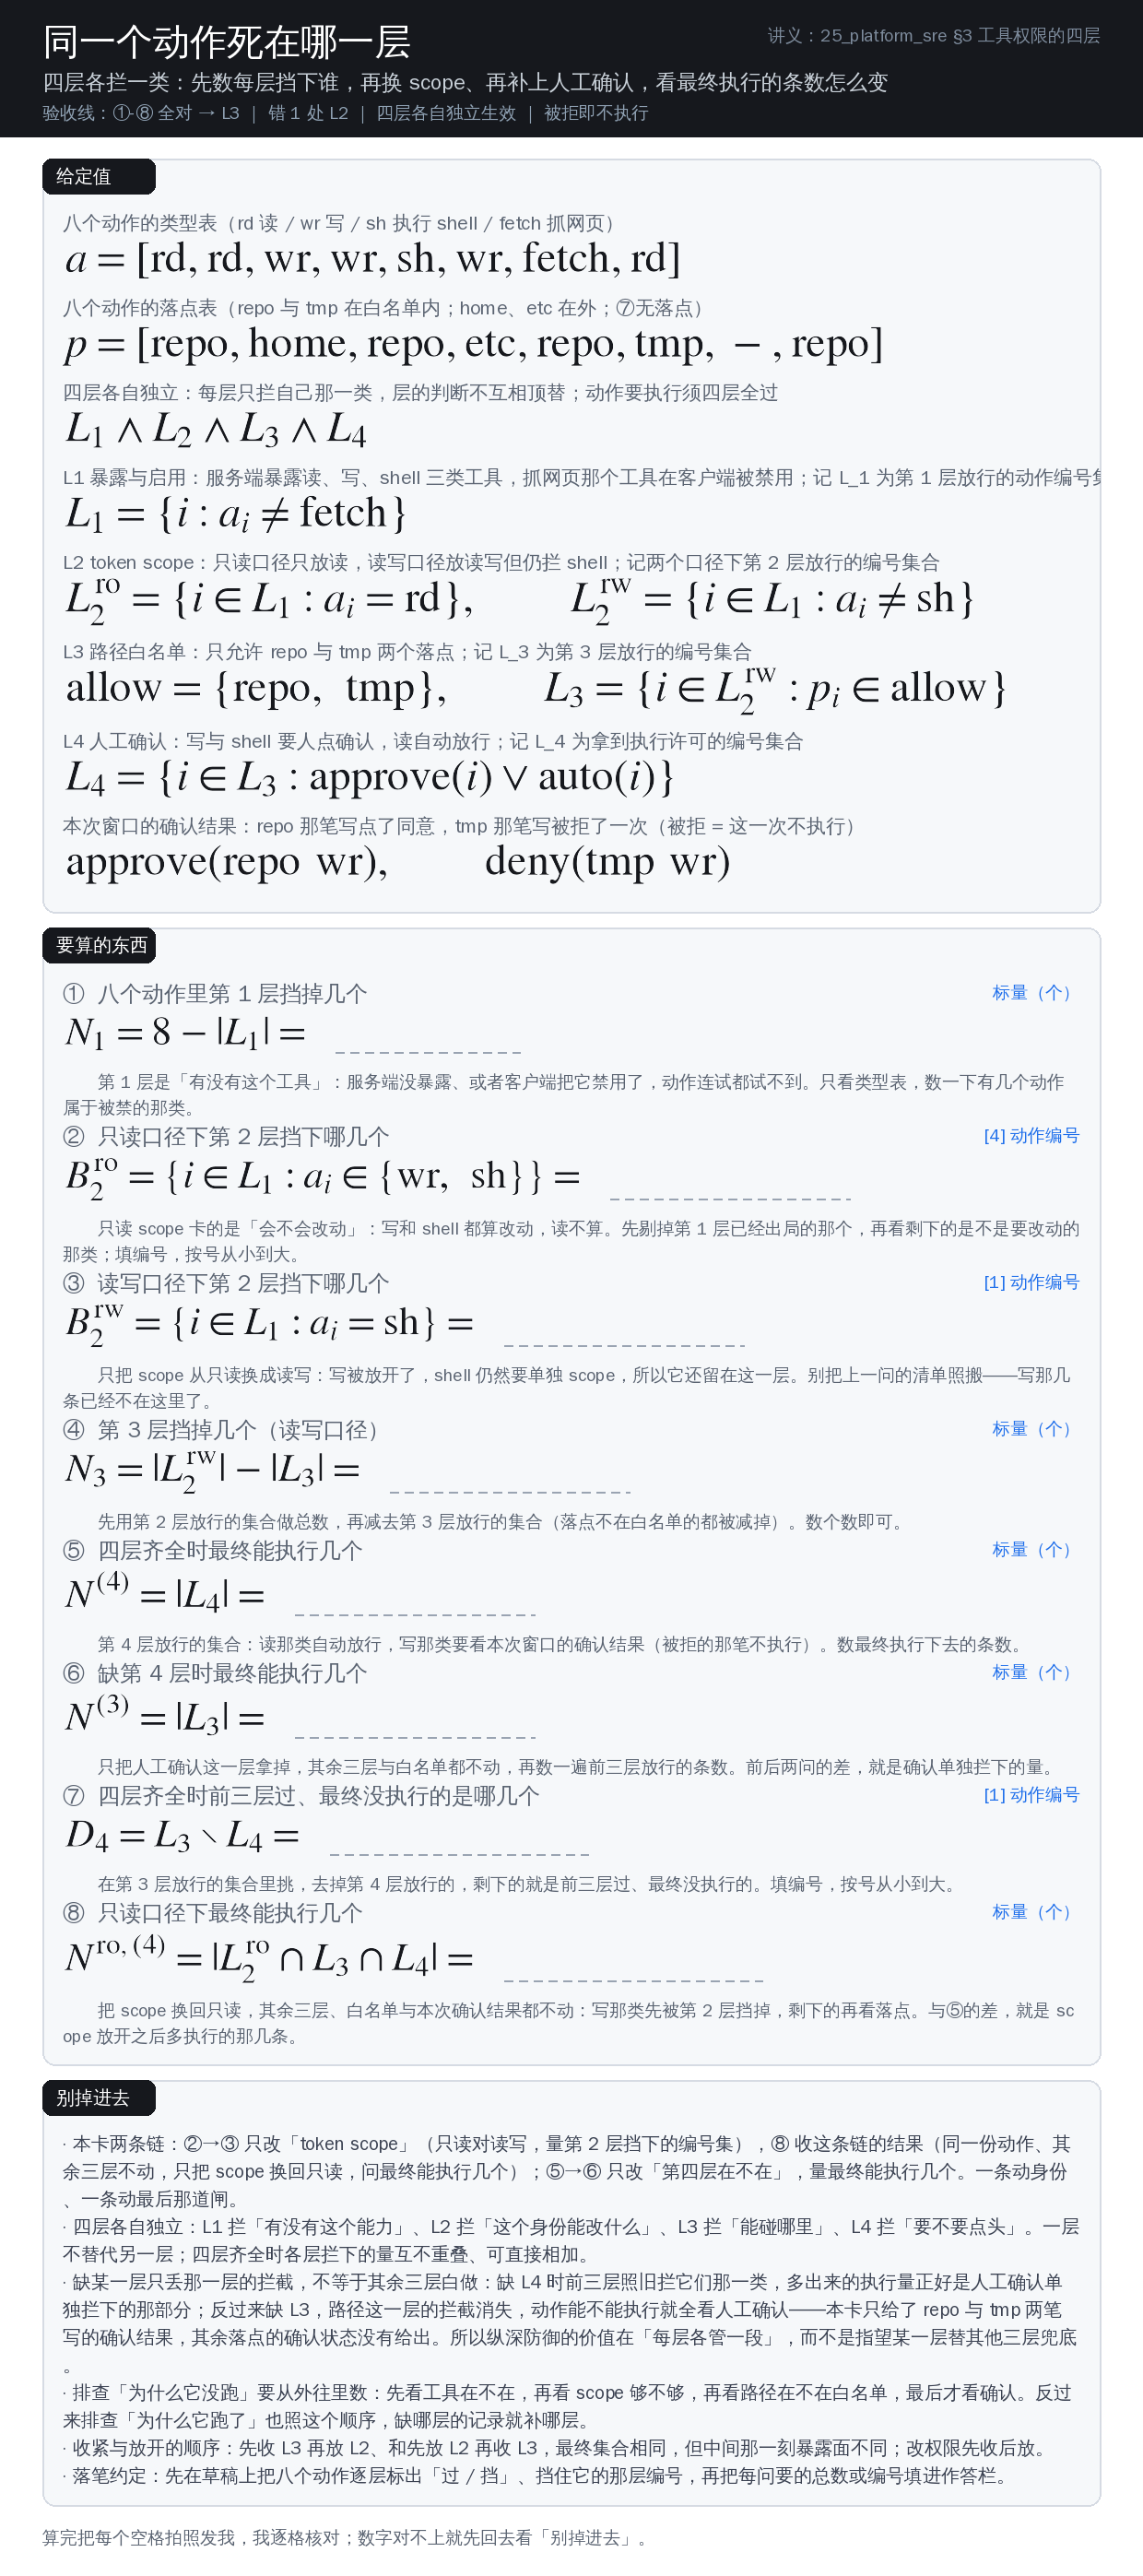 同一个动作死在哪一层
讲义：25_platform_sre §3 工具权限的四层
四层各拦一类：先数每层挡下谁，再换 scope、再补上人工确认，看最终执行的条数怎么变
验收线：①-⑧ 全对 → L3 ｜ 错 1 处 L2 ｜ 四层各自独立生效 ｜ 被拒即不执行
给定值
八个动作的类型表（rd 读 / wr 写 / sh 执行 shell / fetch 抓网页）
a = [rd, rd, wr, wr, sh, wr, fetch, rd]
八个动作的落点表（repo 与 tmp 在白名单内；home、etc 在外；⑦无落点）
p = [repo, home, repo, etc, repo, tmp, − , repo]
四层各自独立：每层只拦自己那一类，层的判断不互相顶替；动作要执行须四层全过
L₁ ∧ L₂ ∧ L₃ ∧ L₄
L1 暴露与启用：服务端暴露读、写、shell 三类工具，抓网页那个工具在客户端被禁用；记 L_1 为第 1 层放行的动作编号
L₁ = {i : aᵢ ≠ fetch}
L2 token scope：只读口径只放读，读写口径放读写但仍拦 shell；记两个口径下第 2 层放行的编号集合
L₂^ro = {i ∈ L₁ : aᵢ = rd}, L₂^rw = {i ∈ L₁ : aᵢ ≠ sh}
L3 路径白名单：只允许 repo 与 tmp 两个落点；记 L_3 为第 3 层放行的编号集合
allow = {repo, tmp}, L₃ = {i ∈ L₂^rw : pᵢ ∈ allow}
L4 人工确认：写与 shell 要人点确认，读自动放行；记 L_4 为拿到执行许可的编号集合
L₄ = {i ∈ L₃ : approve(i) ∨ auto(i)}
本次窗口的确认结果：repo 那笔写点了同意，tmp 那笔写被拒了一次（被拒 = 这一次不执行）
approve(repo wr), deny(tmp wr)
要算的东西
① 八个动作里第 1 层挡掉几个 标量（个）
N₁ = 8 − |L₁| =
第 1 层是「有没有这个工具」：服务端没暴露、或者客户端把它禁用了，动作连试都试不到。只看类型表，数一下有几个动作
属于被禁的那类。
② 只读口径下第 2 层挡下哪几个 [4] 动作编号
B₂^ro = {i ∈ L₁ : aᵢ ∈ {wr, sh}} =
只读 scope 卡的是「会不会改动」：写和 shell 都算改动，读不算。先剔掉第 1 层已经出局的那个，再看剩下的是不是要改动的
那类；填编号，按号从小到大。
③ 读写口径下第 2 层挡下哪几个 [1] 动作编号
B₂^rw = {i ∈ L₁ : aᵢ = sh} =
只把 scope 从只读换成读写：写被放开了，shell 仍然要单独 scope，所以它还留在这一层。别把上一问的清单照搬——写那几
条已经不在这里了。
④ 第 3 层挡掉几个（读写口径） 标量（个）
N₃ = |L₂^rw| − |L₃| =
先用第 2 层放行的集合做总数，再减去第 3 层放行的集合（落点不在白名单的都被减掉）。数个数即可。
⑤ 四层齐全时最终能执行几个 标量（个）
N⁽⁴⁾ = |L₄| =
第 4 层放行的集合：读那类自动放行，写那类要看本次窗口的确认结果（被拒的那笔不执行）。数最终执行下去的条数。
⑥ 缺第 4 层时最终能执行几个 标量（个）
N⁽³⁾ = |L₃| =
只把人工确认这一层拿掉，其余三层与白名单都不动，再数一遍前三层放行的条数。前后两问的差，就是确认单独拦下的量。
⑦ 四层齐全时前三层过、最终没执行的是哪几个 [1] 动作编号
D₄ = L₃ ∖ L₄ =
在第 3 层放行的集合里挑，去掉第 4 层放行的，剩下的就是前三层过、最终没执行的。填编号，按号从小到大。
⑧ 只读口径下最终能执行几个 标量（个）
N^ro, (4) = |L₂^ro ∩ L₃ ∩ L₄| =
把 scope 换回只读，其余三层、白名单与本次确认结果都不动：写那类先被第 2 层挡掉，剩下的再看落点。与⑤的差，就是 sc
ope 放开之后多执行的那几条。
别掉进去
· 本卡两条链：②→③ 只改「token scope」（只读对读写，量第 2 层挡下的编号集），⑧ 收这条链的结果（同一份动作、其
余三层不动，只把 scope 换回只读，问最终能执行几个）；⑤→⑥ 只改「第四层在不在」，量最终能执行几个。一条动身份
、一条动最后那道闸。
· 四层各自独立：L1 拦「有没有这个能力」、L2 拦「这个身份能改什么」、L3 拦「能碰哪里」、L4 拦「要不要点头」。一层
不替代另一层；四层齐全时各层拦下的量互不重叠、可直接相加。
· 缺某一层只丢那一层的拦截，不等于其余三层白做：缺 L4 时前三层照旧拦它们那一类，多出来的执行量正好是人工确认单
独拦下的那部分；反过来缺 L3，路径这一层的拦截消失，动作能不能执行就全看人工确认——本卡只给了 repo 与 tmp 两笔
写的确认结果，其余落点的确认状态没有给出。所以纵深防御的价值在「每层各管一段」，而不是指望某一层替其他三层兜底
。
· 排查「为什么它没跑」要从外往里数：先看工具在不在，再看 scope 够不够，再看路径在不在白名单，最后才看确认。反过
来排查「为什么它跑了」也照这个顺序，缺哪层的记录就补哪层。
· 收紧与放开的顺序：先收 L3 再放 L2、和先放 L2 再收 L3，最终集合相同，但中间那一刻暴露面不同；改权限先收后放。
· 落笔约定：先在草稿上把八个动作逐层标出「过 / 挡」、挡住它的那层编号，再把每问要的总数或编号填进作答栏。
算完把每个空格拍照发我，我逐格核对；数字对不上就先回去看「别掉进去」。